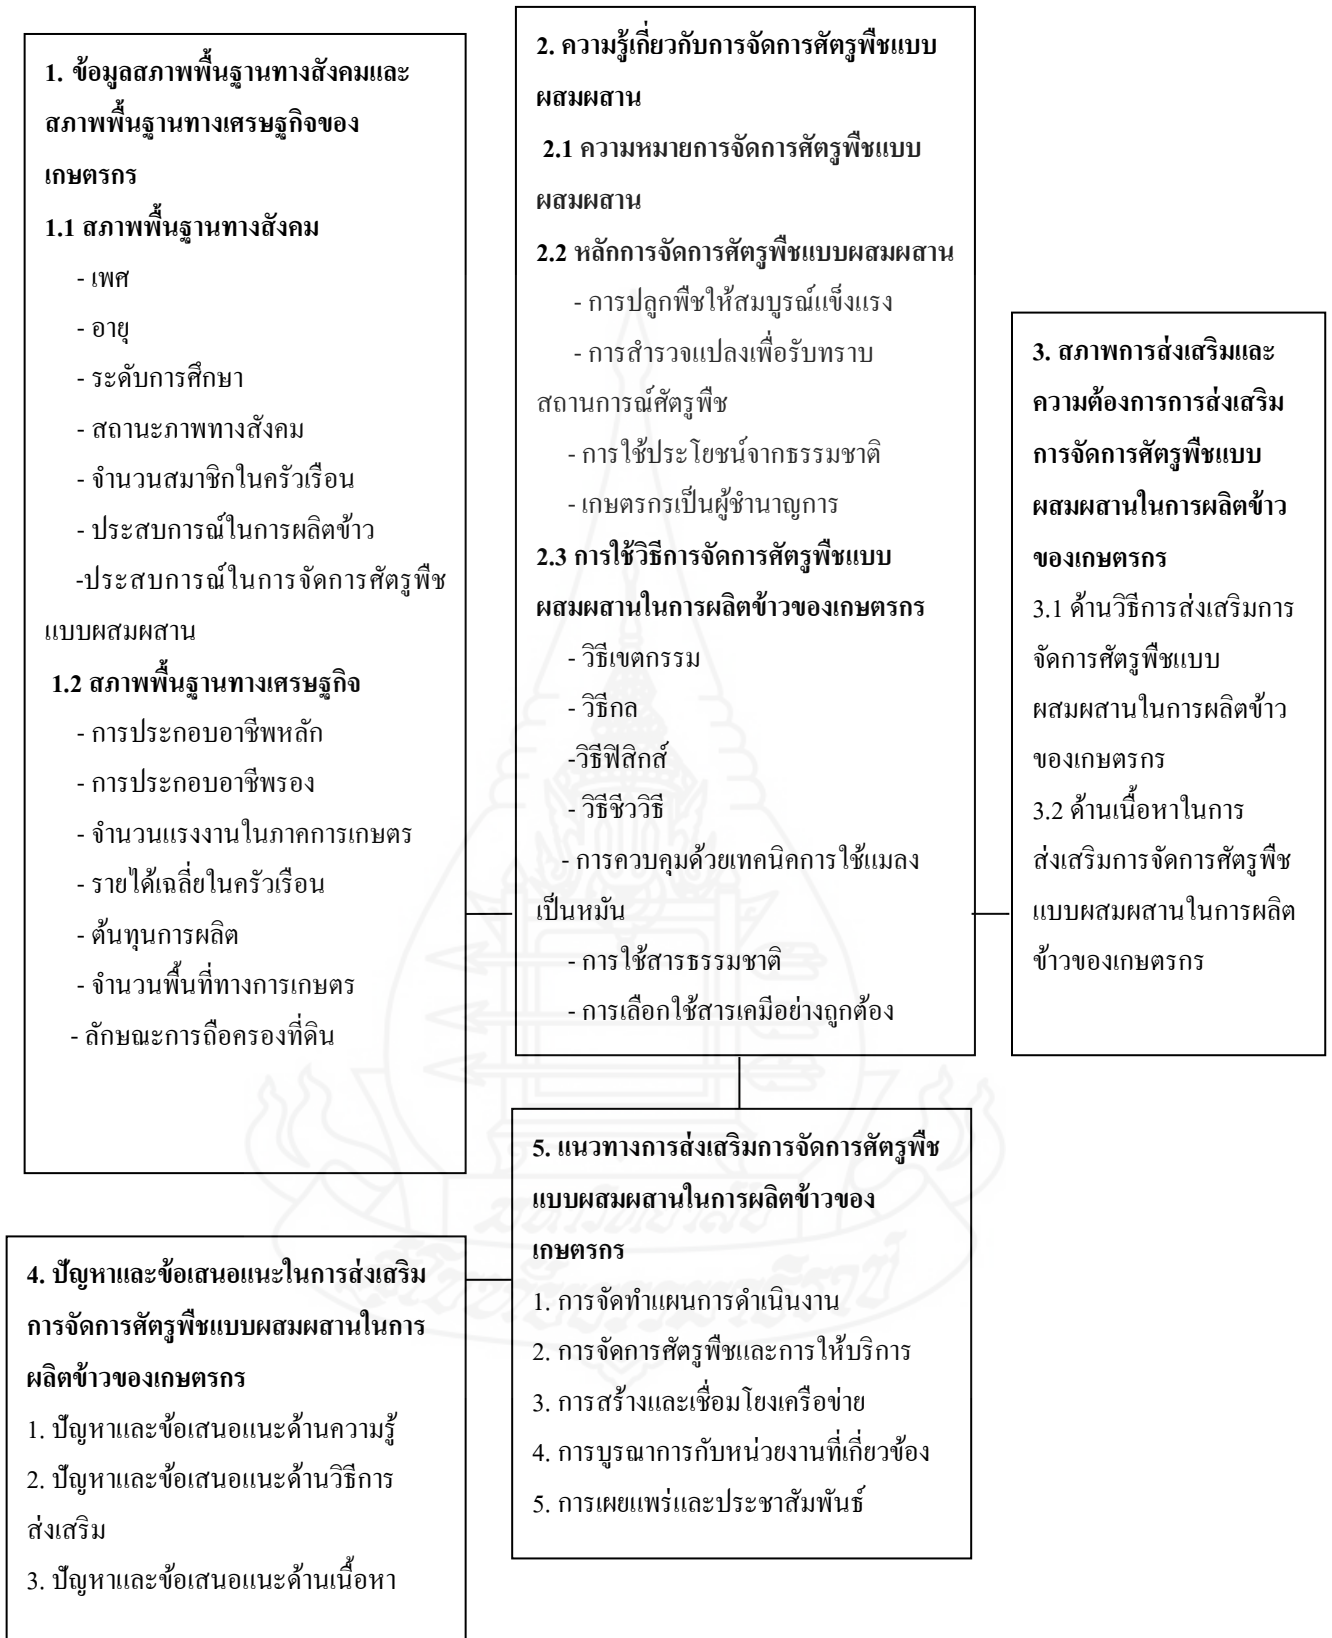 1. ข้อมูลสภาพพื้นฐานทางสังคมและ
สภาพพื้นฐานทางเศรษฐกิจของ
เกษตรกร
1.1 สภาพพื้นฐานทางสังคม
- เพศ
- อายุ
- ระดับการศึกษา
- สถานะภาพทางสังคม
- จำนวนสมาชิกในครัวเรือน
- ประสบการณ์ในการผลิตข้าว
-ประสบการณ์ในการจัดการศัตรูพืช
แบบผสมผสาน
1.2 สภาพพื้นฐานทางเศรษฐกิจ
- การประกอบอาชีพหลัก
- การประกอบอาชีพรอง
- จำนวนแรงงานในภาคการเกษตร
- รายได้เฉลี่ยในครัวเรือน
- ต้นทุนการผลิต
- จำนวนพื้นที่ทางการเกษตร
- ลักษณะการถือครองที่ดิน
2. ความรู้เกี่ยวกับการจัดการศัตรูพืชแบบ
ผสมผสาน
2.1 ความหมายการจัดการศัตรูพืชแบบ
ผสมผสาน
2.2 หลักการจัดการศัตรูพืชแบบผสมผสาน
- การปลูกพืชให้สมบูรณ์แข็งแรง
- การสำรวจแปลงเพื่อรับทราบ
สถานการณ์ศัตรูพืช
- การใช้ประโยชน์จากธรรมชาติ
- เกษตรกรเป็นผู้ชำนาญการ
2.3 การใช้วิธีการจัดการศัตรูพืชแบบ
ผสมผสานในการผลิตข้าวของเกษตรกร
- วิธีเขตกรรม
- วิธีกล
-วิธีฟิสิกส์
- วิธีชีววิธี
- การควบคุมด้วยเทคนิคการใช้แมลง
เป็นหมัน
- การใช้สารธรรมชาติ
- การเลือกใช้สารเคมีอย่างถูกต้อง
3. สภาพการส่งเสริมและ
ความต้องการการส่งเสริม
การจัดการศัตรูพืชแบบ
ผสมผสานในการผลิตข้าว
ของเกษตรกร
3.1 ด้านวิธีการส่งเสริมการ
จัดการศัตรูพืชแบบ
ผสมผสานในการผลิตข้าว
ของเกษตรกร
3.2 ด้านเนื้อหาในการ
ส่งเสริมการจัดการศัตรูพืช
แบบผสมผสานในการผลิต
ข้าวของเกษตรกร
4. ปัญหาและข้อเสนอแนะในการส่งเสริม
การจัดการศัตรูพืชแบบผสมผสานในการ
ผลิตข้าวของเกษตรกร
1. ปัญหาและข้อเสนอแนะด้านความรู้
2. ปัญหาและข้อเสนอแนะด้านวิธีการ
ส่งเสริม
3. ปัญหาและข้อเสนอแนะด้านเนื้อหา
5. แนวทางการส่งเสริมการจัดการศัตรูพืช
แบบผสมผสานในการผลิตข้าวของ
เกษตรกร
1. การจัดทำแผนการดำเนินงาน
2. การจัดการศัตรูพืชและการให้บริการ
3. การสร้างและเชื่อมโยงเครือข่าย
4. การบูรณาการกับหน่วยงานที่เกี่ยวข้อง
5. การเผยแพร่และประชาสัมพันธ์
มหาวิทยาลัย
สุโขทัยธรรมาธิราช